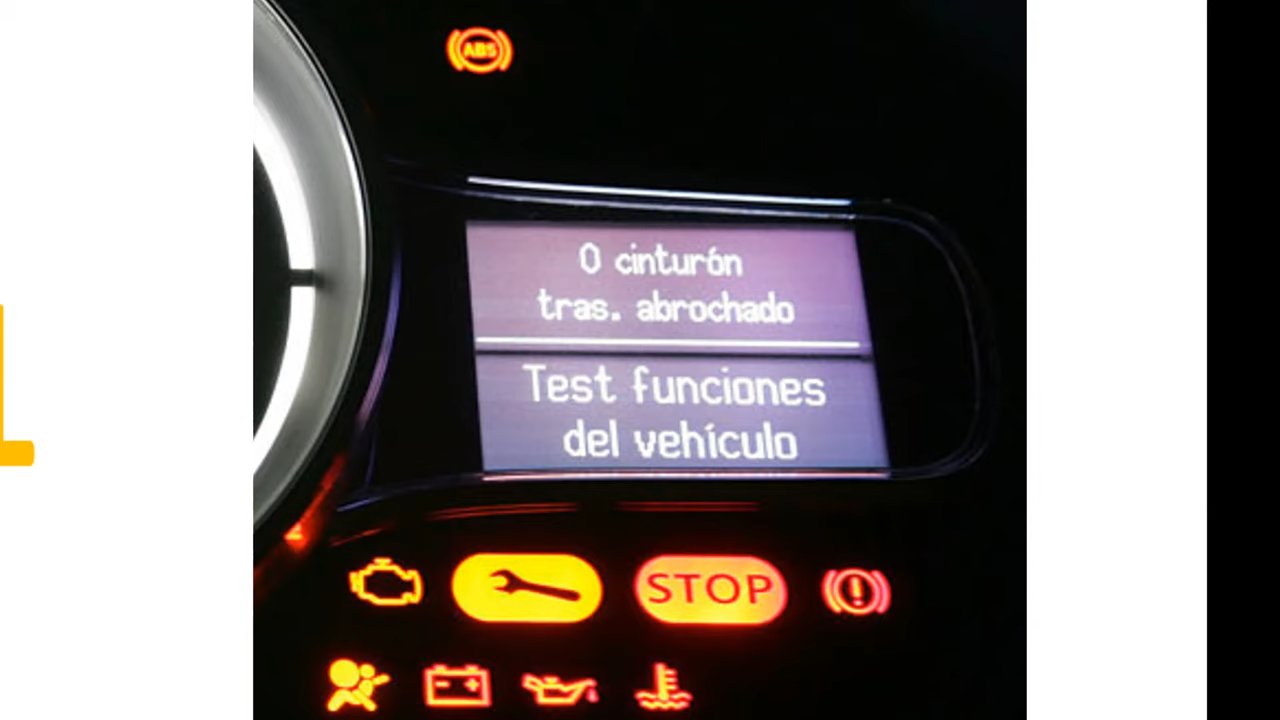 ABS
0 cinturón
tras. abrochado
Test funciones
del vehículo
STOP